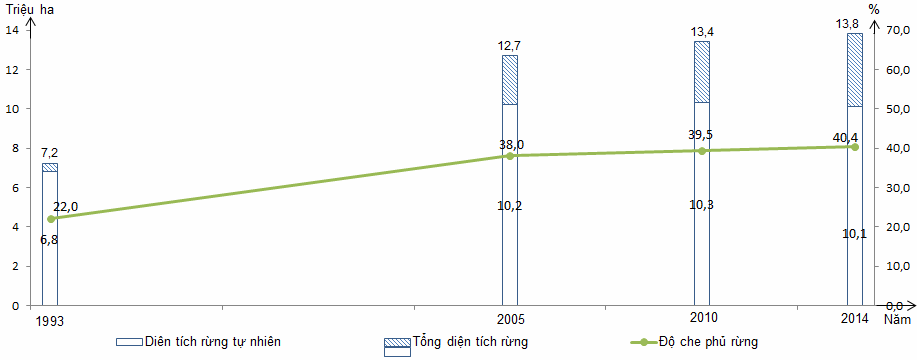 Triệu ha %
14 13,8 70,0
12,7 13,4
12 60,0
10 50,0
8 7,2 38,0 39,5 40,4 40,0
6 30,0
22,0 10,2 10,3
4 6,8 10,1 20,0
2 10,0
0 0,0
1993 2005 2010 2014 Năm
Diên tích rừng tự nhiên Tổng diện tích rừng Độ che phủ rừng